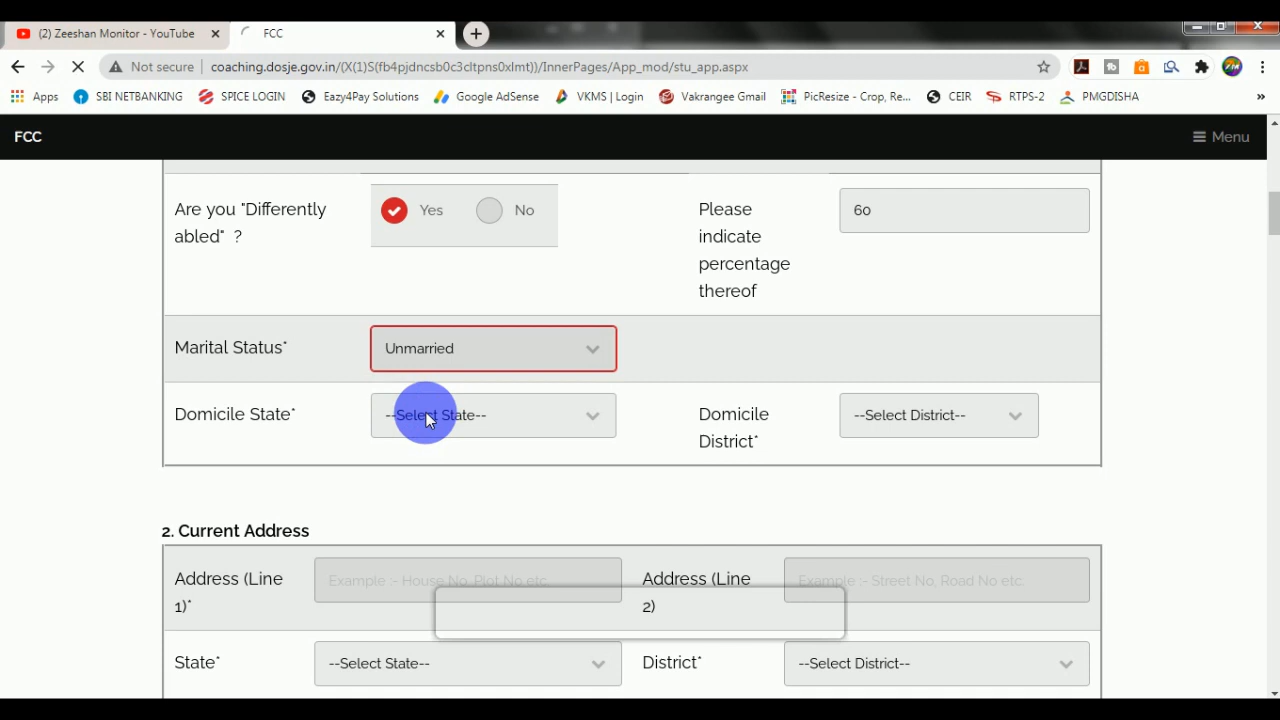 (2) Zeeshan Monitor - YouTube
FCC
Not secure
coaching.dosje.gov.in/(X(1)S(fb4pjdncsb0c3cltpns0xlmt))/InnerPages/App_mod/stu_app.aspx
Apps
SBI NETBANKING
SPICE LOGIN
Eazy4Pay Solutions
Google AdSense
VKMS | Login
Vakrangee Gmail
PicResize - Crop, Re...
CEIR
RTPS-2
PMGDISHA
»
FCC
Menu
Are you "Differently
abled" ?
Yes
No
Please
indicate
percentage
thereof
60
Marital Status*
Unmarried
Domicile State*
--Select State--
Domicile
District*
--Select District--
2. Current Address
Address (Line
1)*
Example :- House No, Plot No etc.
Address (Line
2)
Example :- Street No, Road No etc.
State*
--Select State--
District*
--Select District--